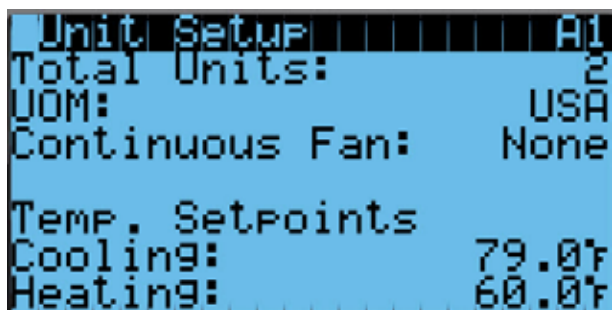 Unit Setup A1
Total Units: 2
UOM: USA
Continuous Fan: None
Temp. Setpoints
Cooling: 79.0°F
Heating: 60.0°F